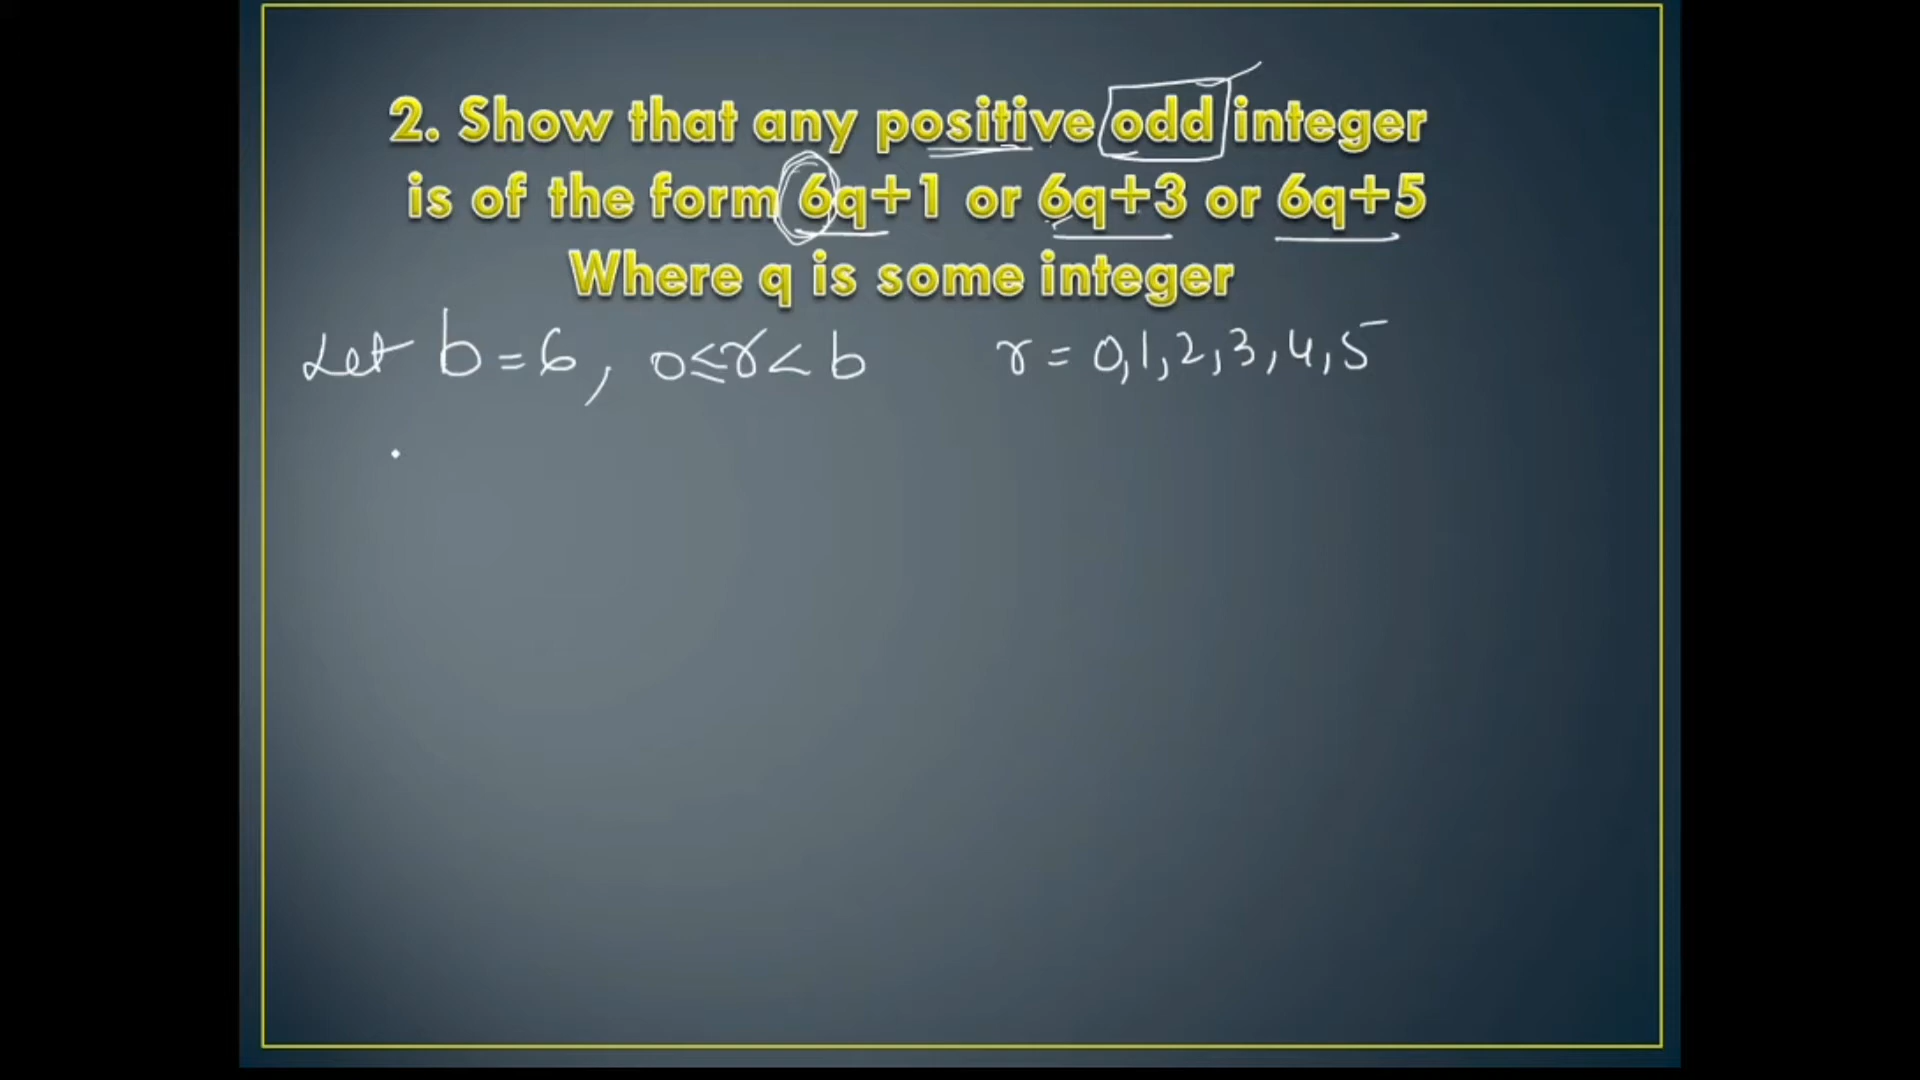 2. Show that any positive odd integer
is of the form 6q+1 or 6q+3 or 6q+5
Where q is some integer
Let b = 6, 0≤r<b r = 0,1,2,3,4,5